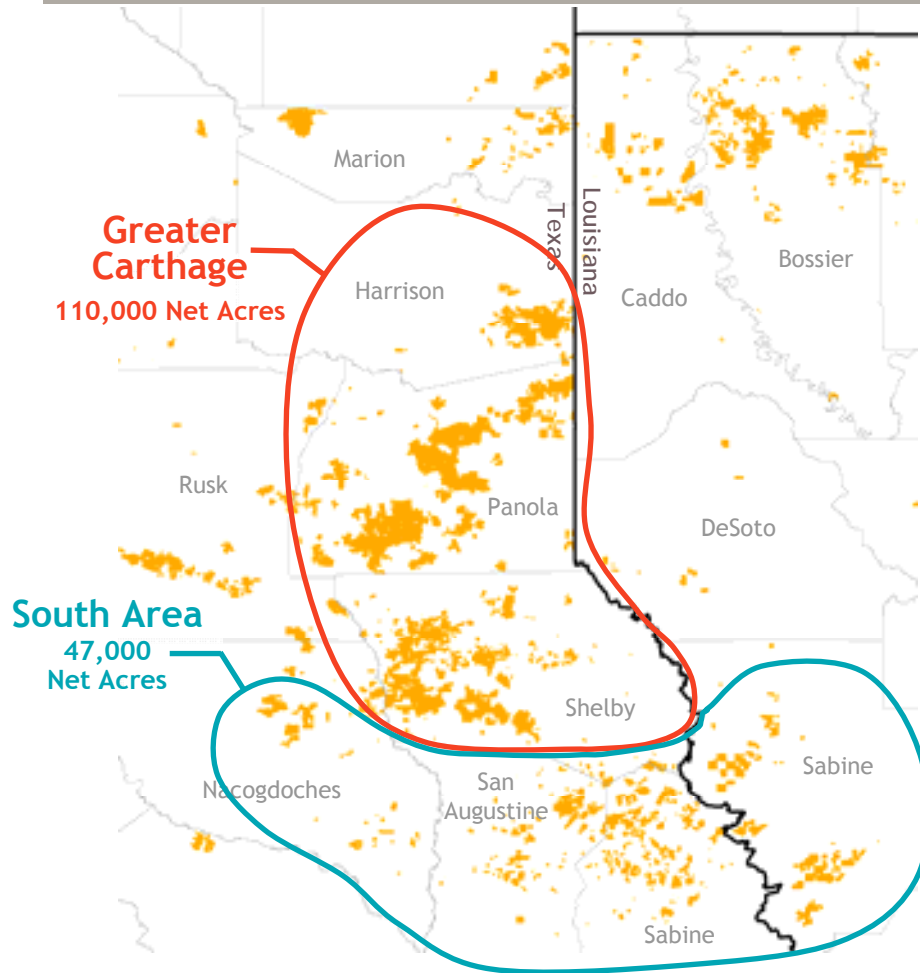 Marion
Louisiana
Texas
Greater
Carthage
110,000 Net Acres
Harrison
Bossier
Caddo
Rusk
Panola
DeSoto
South Area
47,000
Net Acres
Shelby
Sabine
Nacogdoches
San
Augustine
Sabine